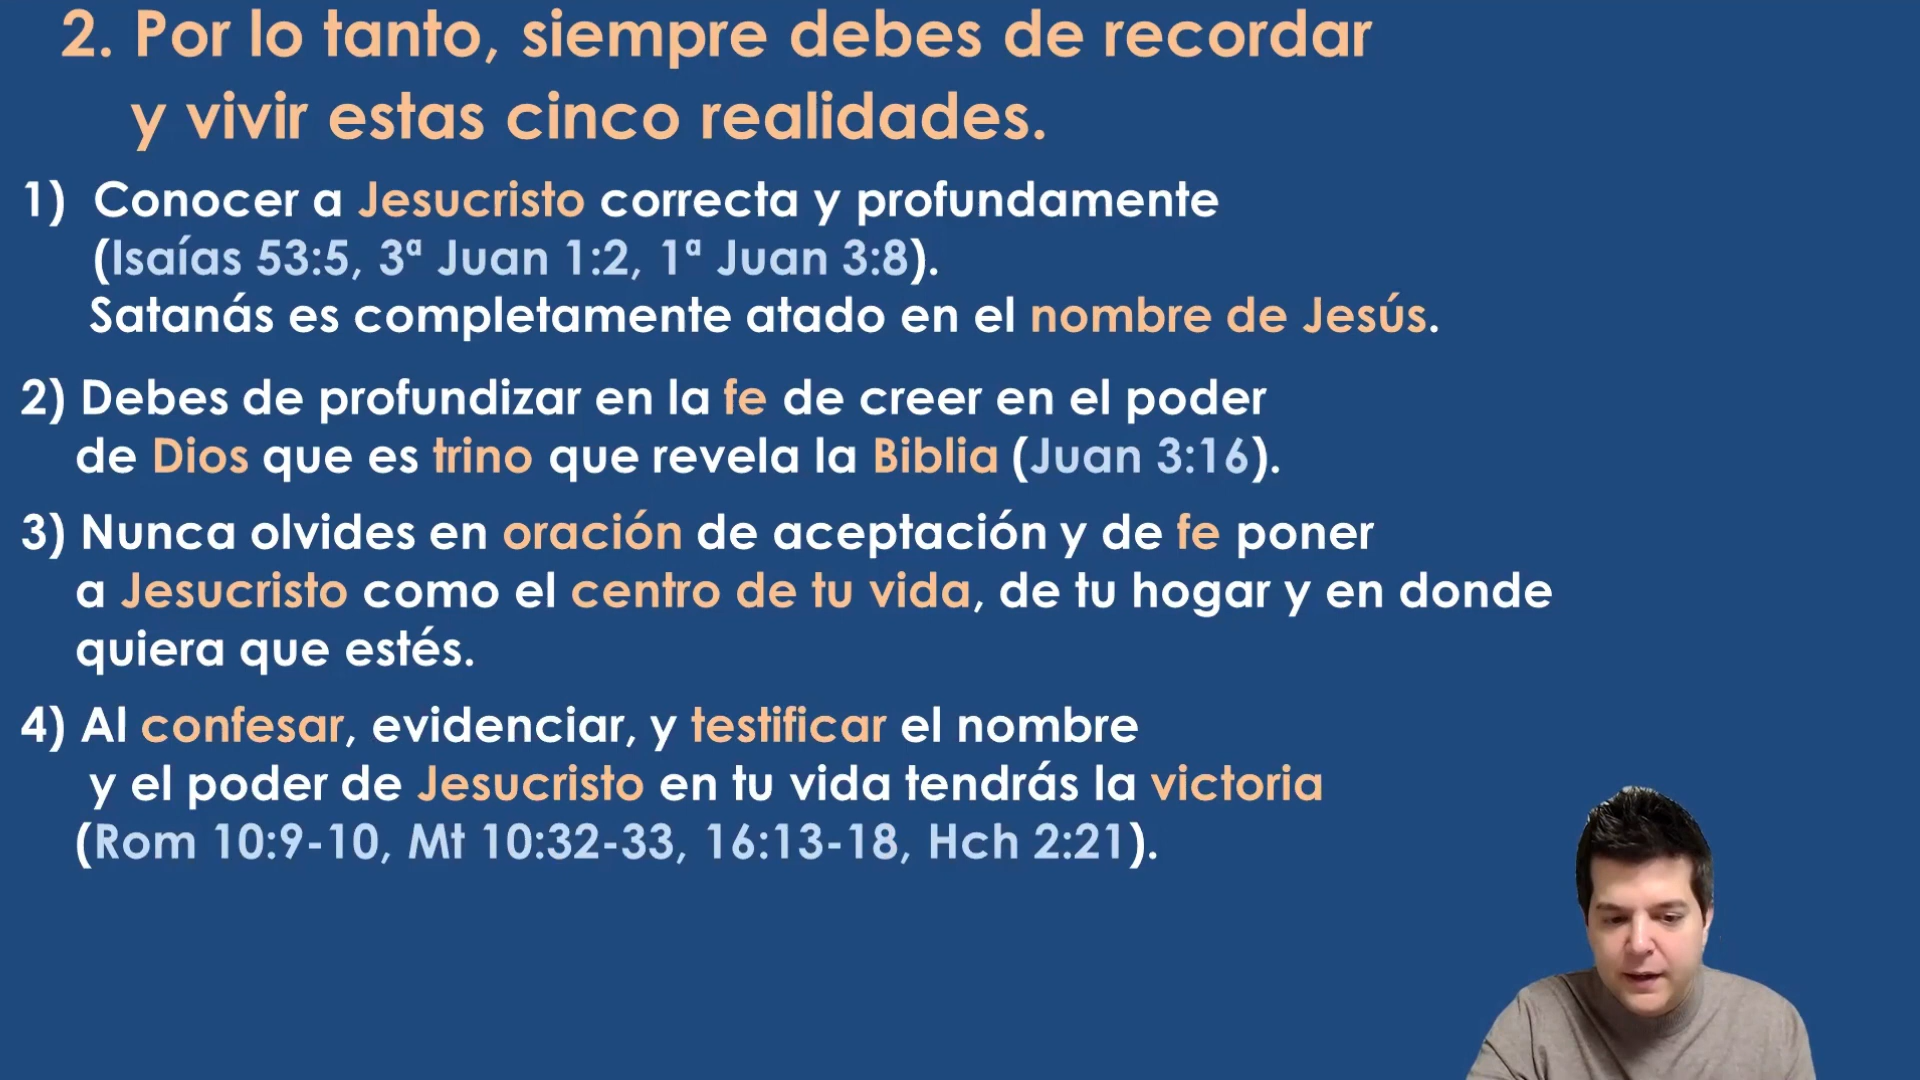 2. Por lo tanto, siempre debes de recordar
y vivir estas cinco realidades.
1) Conocer a Jesucristo correcta y profundamente
(Isaías 53:5, 3ª Juan 1:2, 1ª Juan 3:8).
Satanás es completamente atado en el nombre de Jesús.
2) Debes de profundizar en la fe de creer en el poder
de Dios que es trino que revela la Biblia (Juan 3:16).
3) Nunca olvides en oración de aceptación y de fe poner
a Jesucristo como el centro de tu vida, de tu hogar y en donde
quiera que estés.
4) Al confesar, evidenciar, y testificar el nombre
y el poder de Jesucristo en tu vida tendrás la victoria
(Rom 10:9-10, Mt 10:32-33, 16:13-18, Hch 2:21).